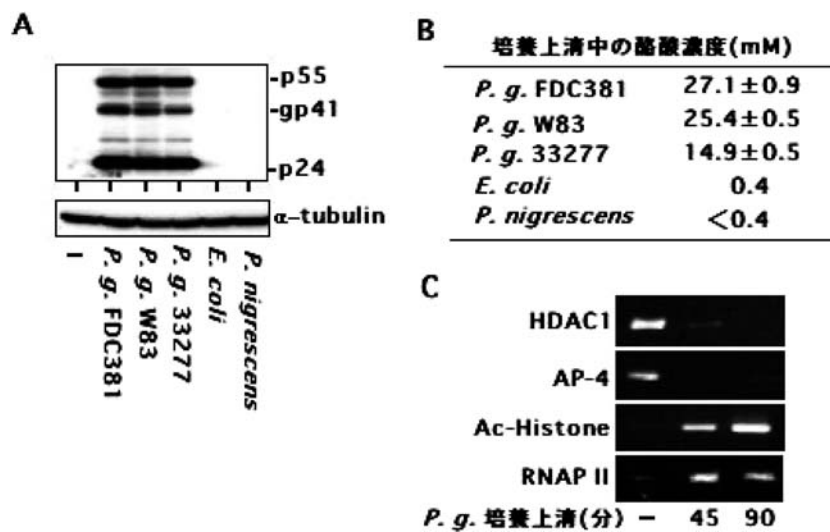 A
-p55
-gp41
-p24
α-tubulin
–
P. g. FDC381
P. g. W83
P. g. 33277
E. coli
P. nigrescens
B
培養上清中の酪酸濃度(mM)
P. g. FDC381 27.1±0.9
P. g. W83 25.4±0.5
P. g. 33277 14.9±0.5
E. coli 0.4
P. nigrescens <0.4
C
HDAC1
AP-4
Ac-Histone
RNAP II
P. g. 培養上清(分) – 45 90